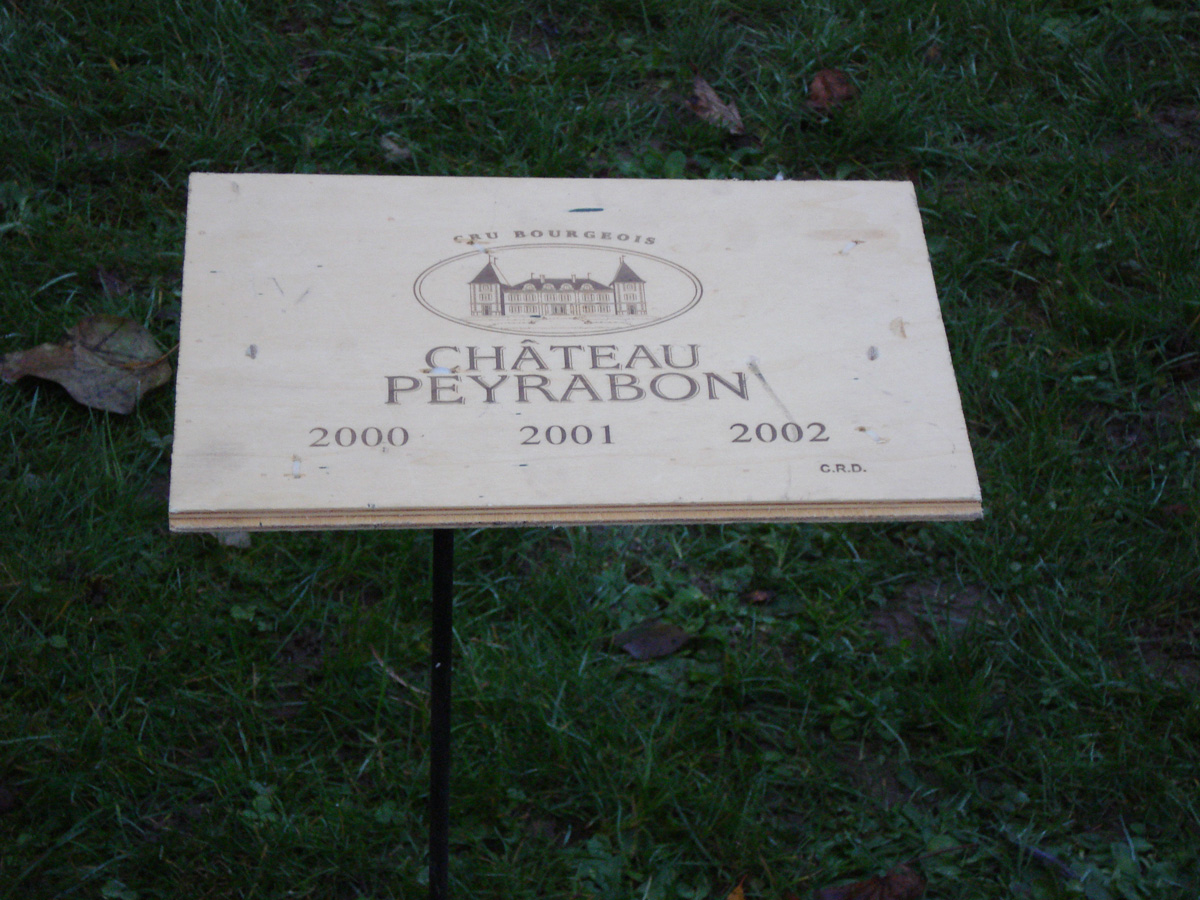 CRU BOURGEOIS
CHÂTEAU
PEYRABON
2000 2001 2002
C.R.D.